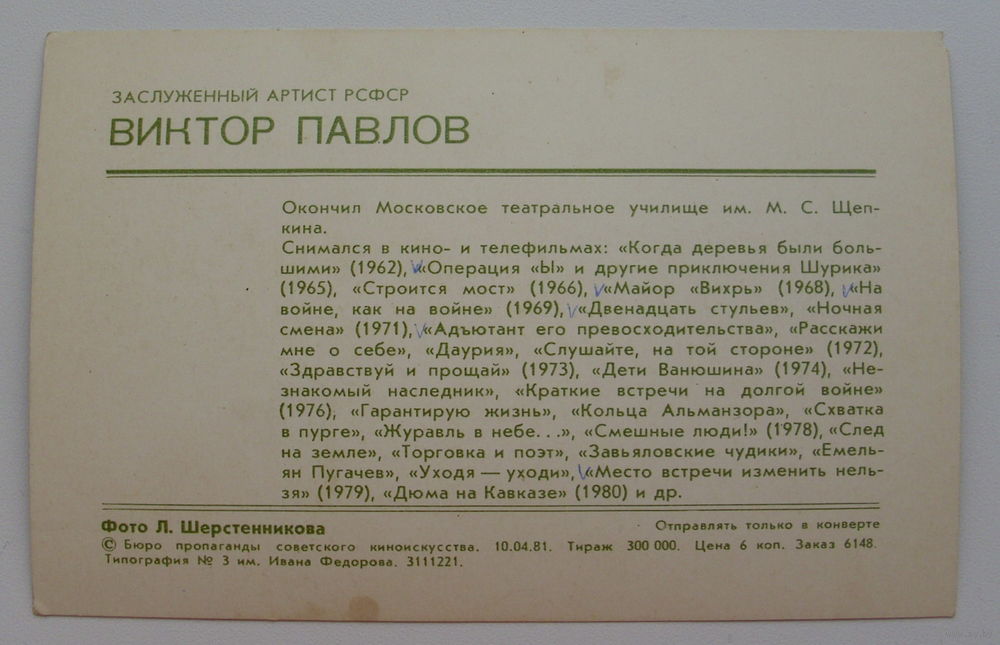 ЗАСЛУЖЕННЫЙ АРТИСТ РСФСР
ВИКТОР ПАВЛОВ
Окончил Московское театральное училище им. М. С. Щеп-
кина.
Снимался в кино- и телефильмах: «Когда деревья были боль-
шими» (1962), «Операция «Ы» и другие приключения Шурика»
(1965), «Строится мост» (1966), «Майор «Вихрь» (1968), «На
войне, как на войне» (1969), «Двенадцать стульев», «Ночная
смена» (1971), «Адъютант его превосходительства», «Расскажи
мне о себе», «Даурия», «Слушайте, на той стороне» (1972),
«Здравствуй и прощай» (1973), «Дети Ванюшина» (1974), «Не-
знакомый наследник», «Краткие встречи на долгой войне»
(1976), «Гарантирую жизнь», «Кольца Альманзора», «Схватка
в пурге», «Журавль в небе...», «Смешные люди!» (1978), «След
на земле», «Торговка и поэт», «Завьяловские чудики», «Емель-
ян Пугачев», «Уходя — уходи», «Место встречи изменить нель-
зя» (1979), «Дюма на Кавказе» (1980) и др.
Фото Л. Шерстенникова
Отправлять только в конверте
© Бюро пропаганды советского киноискусства. 10.04.81. Тираж 300 000. Цена 6 коп. Заказ 6148.
Типография № 3 им. Ивана Федорова. 3111221.